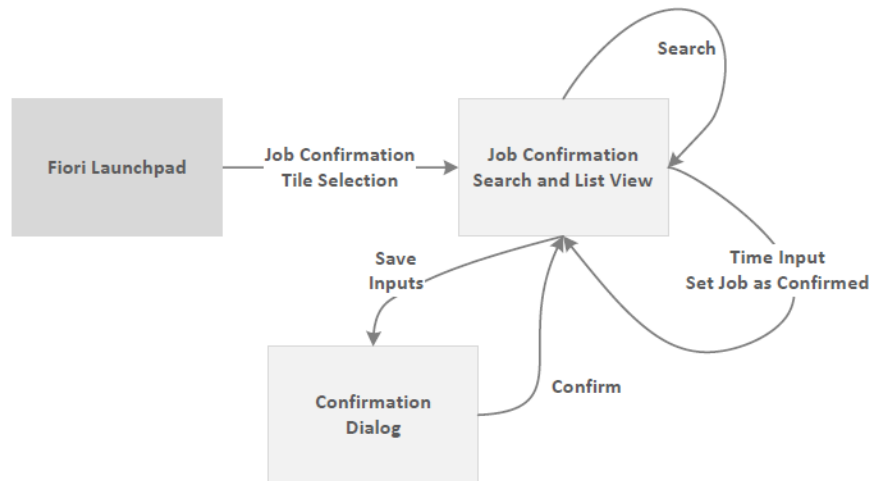 Search
Fiori Launchpad
Job Confirmation
Tile Selection
Job Confirmation
Search and List View
Save
Inputs
Time Input
Set Job as Confirmed
Confirmation
Dialog
Confirm